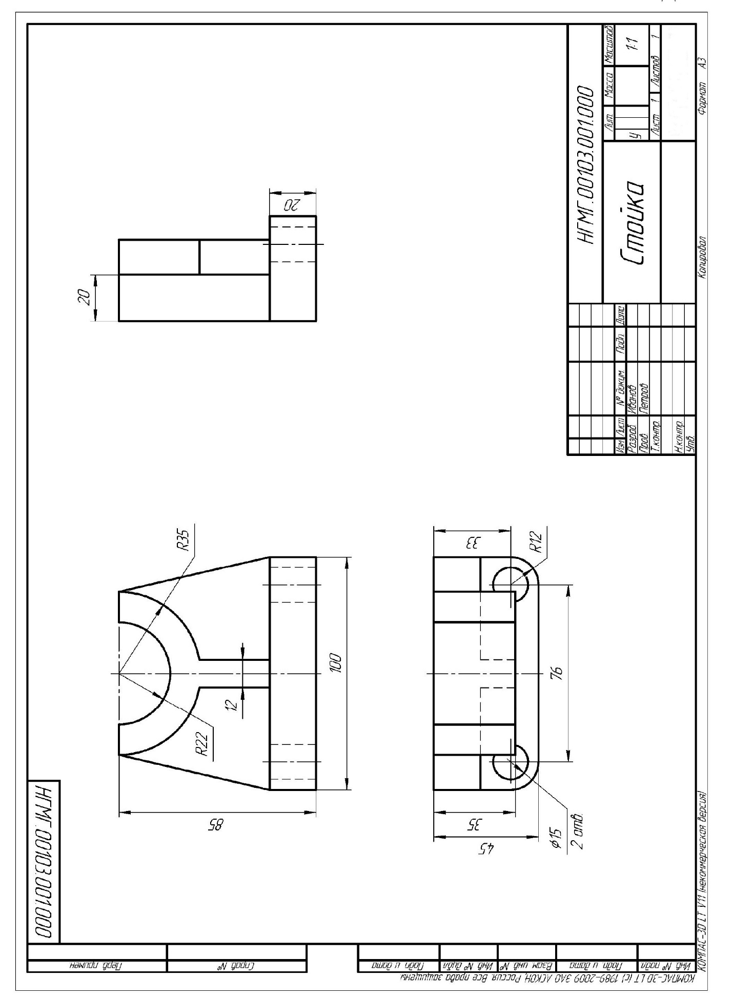 НГМГ.00103.001.000
Перв. примен.
Справ. №
Подп. и дата
Инв. № дубл.
Взам. инв. №
Подп. и дата
Инв. № подл.
КОМПАС-3D LT (с) 1989-2009 ЗАО АСКОН, Россия. Все права защищены.
R35
R22
12
85
100
20
20
33
R12
76
35
45
⌀15
2 отв.
НГМГ.00103.001.000
Изм. Лист № докум. Подп. Дата
Разраб. Иванов
Пров. Петров
Т.контр.
Н.контр.
Утв.
Стойка
Лит. Масса Масштаб
У 1:1
Лист 1 Листов 1
КОМПАС-3D LT V11 (некоммерческая версия)
Копировал
Формат A3